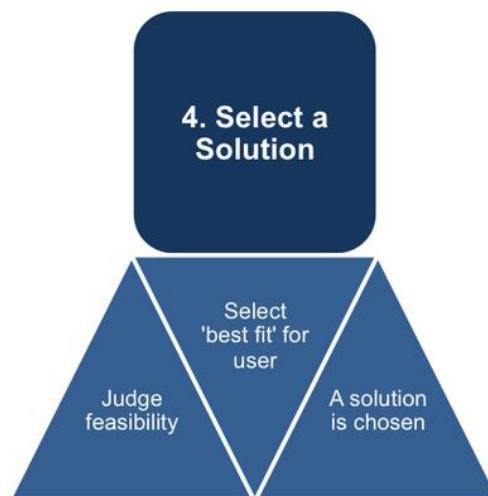 4. Select a
Solution
Judge
feasibility
Select
'best fit' for
user
A solution
is chosen